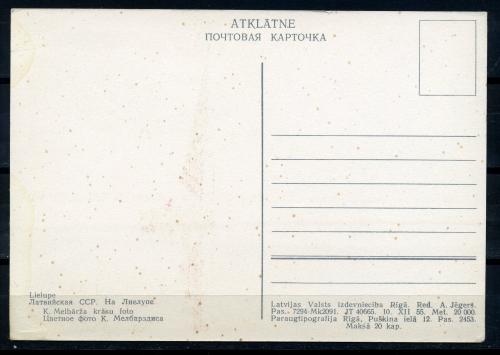 ATKLĀTNE
ПОЧТОВАЯ КАРТОЧКА
Lielupe
Латвийская ССР. На Лиелупе
K. Melbārža krāsu foto
Цветное фото К. Мелбарздиса
Latvijas Valsts izdevniecība Rīgā. Red. A. Jēgers.
Pas. 7294-Mk2091. JT 40665. 10. XII 55. Met. 20 000.
Paraugtipografija Rīgā, Puškina ielā 12. Pas. 2453.
Maksā 20 kap.